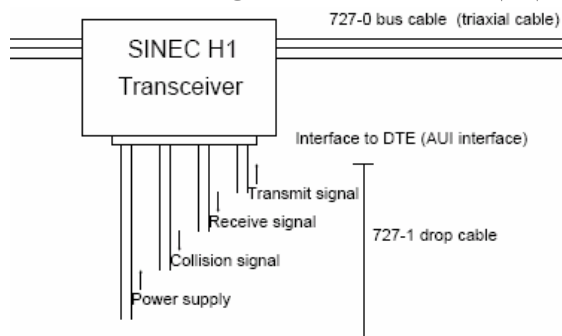 727-0 bus cable (triaxial cable)
SINEC H1
Transceiver
Interface to DTE (AUI interface)
Transmit signal
Receive signal
727-1 drop cable
Collision signal
Power supply